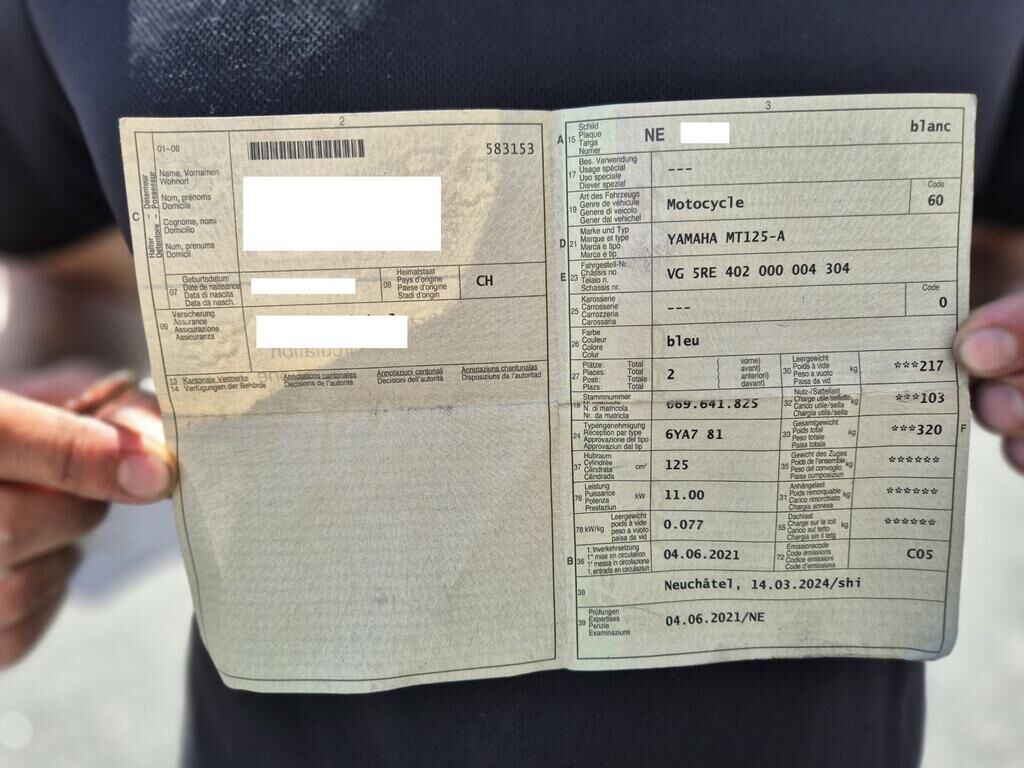 2
01-06
583153
C
Détenteur - Possessur
Halter - Detentore
Name, Vornamen
Wohnort
Nom, prénoms
Domicile
Cognome, nomi
Domicilio
Num, prenums
Domicil
07
Geburtsdatum
Date de naissance
Data di nascita
Data da nasch.
08
Heimatstaat
Pays d'origine
Paese d'origine
Stadi d'origin
CH
09
Versicherung
Assurance
Assicurazione
Assicuranza
13 Kantonale Vermerke
14 Verfügungen der Behörde
Annotations cantonales
Décisions de l'autorité
Annotazioni cantonali
Decisioni dell'autorità
Annotaziuns chantunalas
Disposiziuns da l'autoritad
3
A 15
Schild
Plaque
Targa
Numer
NE
blanc
17
Bes. Verwendung
Usage spécial
Uso speciale
Diever spezial
---
19
Art des Fahrzeugs
Genre de véhicule
Genere di veicolo
Gener dal vehichel
Motocycle
Code
60
D 21
Marke und Typ
Marque et type
Marca e tipo
Marca e tip
YAMAHA MT125-A
E 23
Fahrgestell-Nr.
Châssis no
Telaio n.
Schassis nr.
VG 5RE 402 000 004 304
25
Karosserie
Carrosserie
Carrozzeria
Carossaria
---
Code
0
26
Farbe
Couleur
Colore
Colur
bleu
27
Plätze: Total
Places: Total
Posti: Totale
Plazs: Total
2
( vorne)
avant)
anteriori)
davant)
30
Leergewicht
Poids à vide
Peso a vuoto
Paisa da vid
kg
***217
18
Stammnummer
N. di matricola
Nr. da matricla
669.641.825
32
Nutz-/Sattellast
Charge utile/sellette
Carico utile/sella
Chargia utila/sella
kg
***103
24
Typengenehmigung
Réception par type
Approvazione del tipo
Approvaziun dal tip
6YA7 81
33
Gesamtgewicht
Poids total
Peso totale
Paisa totala
kg
***320
F
37
Hubraum
Cylindrée
Cilindrata
Cilindrada
cm³
125
35
Gewicht des Zuges
Poids de l'ensemble
Peso del convoglio
Paisa cumposiziun
kg
******
76
Leistung
Puissance
Potenza
Prestaziun
kW
11.00
31
Anhängelast
Poids remorquable
Carico rimorchiato
Chargia annexa
kg
******
78 kW/kg
Leergewicht
poids à vide
peso a vuoto
paisa da vid
0.077
55
Dachlast
Charge sur le toit
Carico sul tetto
Chargia sin il tetg
kg
******
B 36
1. Inverkehrsetzung
1re mise en circulation
1a messa in circolazione
1. entrada en circulaziun
04.06.2021
72
Emissionscode
Code émissions
Codice emissioni
Code d'emissiuns
C05
38
Neuchâtel, 14.03.2024/shi
39
Prüfungen
Expertises
Perizie
Examinaziuns
04.06.2021/NE